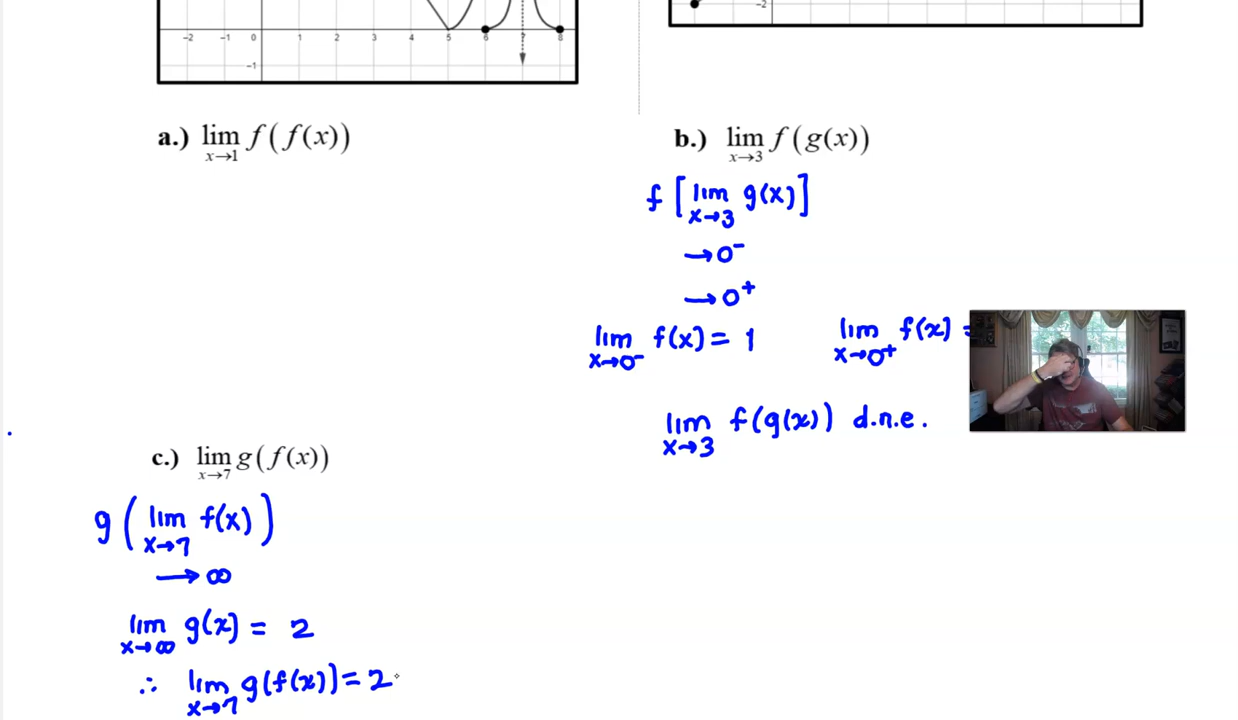 -2 -1 0 1 2 3 4 5 6 7 8
-1
-2
a.) lim x→1 f(f(x))
b.) lim x→3 f(g(x))
f [lim x→3 g(x)]
→0⁻
→0⁺
lim x→0⁻ f(x) = 1
lim x→0⁺ f(x) =
lim x→3 f(g(x)) d.n.e.
c.) lim x→7 g(f(x))
g (lim x→7 f(x))
→ ∞
lim x→∞ g(x) = 2
∴ lim x→7 g(f(x)) = 2